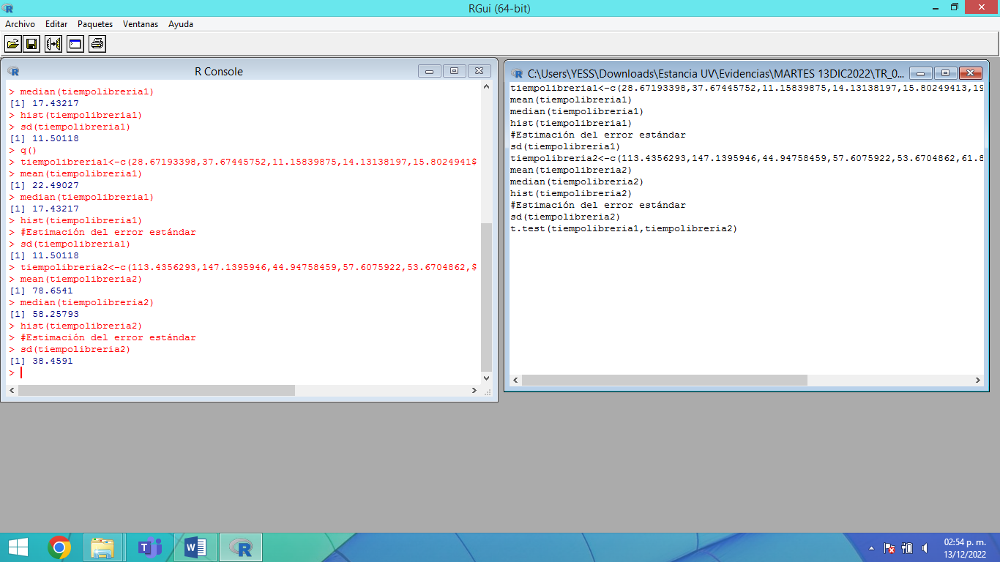 RGui (64-bit)
Archivo Editar Paquetes Ventanas Ayuda
R Console
> median(tiempolibreria1)
[1] 17.43217
> hist(tiempolibreria1)
> sd(tiempolibreria1)
[1] 11.50118
> q()
> tiempolibreria1<-c(28.67193398,37.67445752,11.15839875,14.13138197,15.8024941$
> mean(tiempolibreria1)
[1] 22.49027
> median(tiempolibreria1)
[1] 17.43217
> hist(tiempolibreria1)
> #Estimación del error estándar
> sd(tiempolibreria1)
[1] 11.50118
> tiempolibreria2<-c(113.4356293,147.1395946,44.94758459,57.6075922,53.6704862,$
> mean(tiempolibreria2)
[1] 78.6541
> median(tiempolibreria2)
[1] 58.25793
> hist(tiempolibreria2)
> #Estimación del error estándar
> sd(tiempolibreria2)
[1] 38.4591
>
C:\Users\YESS\Downloads\Estancia UV\Evidencias\MARTES 13DIC2022\TR_0...
tiempolibreria1<-c(28.67193398,37.67445752,11.15839875,14.13138197,15.80249413,19
mean(tiempolibreria1)
median(tiempolibreria1)
hist(tiempolibreria1)
#Estimación del error estándar
sd(tiempolibreria1)
tiempolibreria2<-c(113.4356293,147.1395946,44.94758459,57.6075922,53.6704862,61.8
mean(tiempolibreria2)
median(tiempolibreria2)
hist(tiempolibreria2)
#Estimación del error estándar
sd(tiempolibreria2)
t.test(tiempolibreria1,tiempolibreria2)
02:54 p. m.
13/12/2022